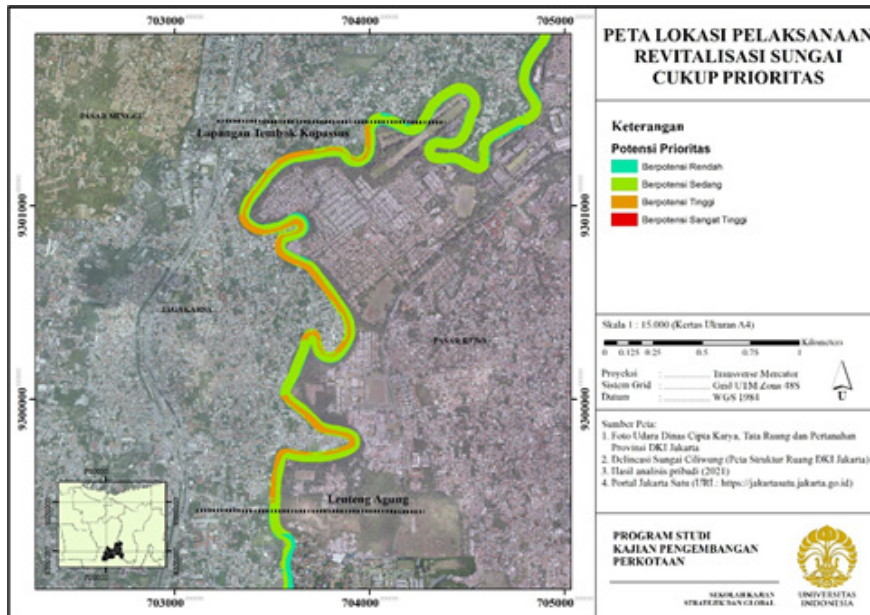 703000
704000
705000
PETA LOKASI PELAKSANAAN
REVITALISASI SUNGAI
CUKUP PRIORITAS
PASAR MINGGU
Lapangan Tembak Kopassus
Keterangan
Potensi Prioritas
Berpotensi Rendah
Berpotensi Sedang
Berpotensi Tinggi
Berpotensi Sangat Tinggi
9301000
9301000
JAGAKARSA
PASAR REBO
Skala 1 : 15.000 (Kertas Ukuran A4)
Kilometers
0 0.125 0.25 0.5 0.75 1
Proyeksi : Transverse Mercator
Sistem Grid : Grid UTM Zona 48S
Datum : WGS 1984
U
9300000
9300000
Sumber Peta:
1. Foto Udara Dinas Cipta Karya, Tata Ruang dan Pertanahan
Provinsi DKI Jakarta
2. Delineasi Sungai Ciliwung (Peta Struktur Ruang DKI Jakarta)
3. Hasil analisis pribadi (2021)
4. Portal Jakarta Satu (URL : https://jakartasatu.jakarta.go.id)
Lenteng Agung
PROGRAM STUDI
KAJIAN PENGEMBANGAN
PERKOTAAN
SEKOLAH KAJIAN
STRATEJIK DAN GLOBAL
UNIVERSITAS
INDONESIA
703000
704000
705000